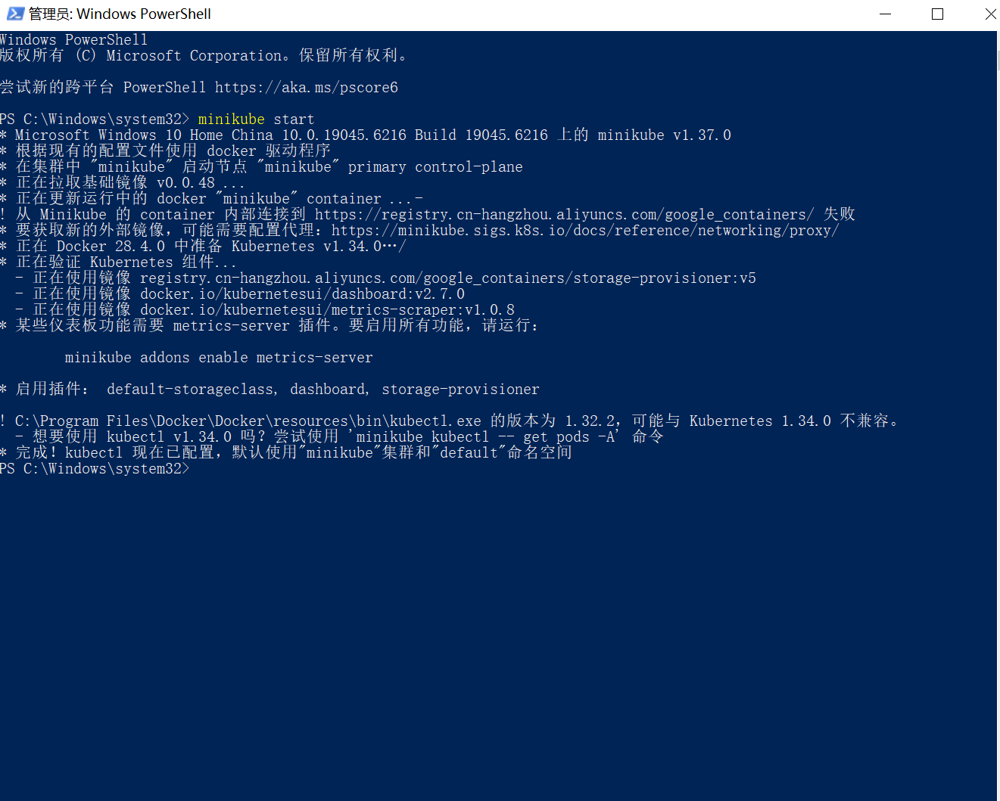 管理员: Windows PowerShell
Windows PowerShell
版权所有 (C) Microsoft Corporation。保留所有权利。
尝试新的跨平台 PowerShell https://aka.ms/pscore6
PS C:\Windows\system32> minikube start
* Microsoft Windows 10 Home China 10.0.19045.6216 Build 19045.6216 上的 minikube v1.37.0
* 根据现有的配置文件使用 docker 驱动程序
* 在集群中 "minikube" 启动节点 "minikube" primary control-plane
* 正在拉取基础镜像 v0.0.48 ...
* 正在更新运行中的 docker "minikube" container ...-
! 从 Minikube 的 container 内部连接到 https://registry.cn-hangzhou.aliyuncs.com/google_containers/ 失败
* 要获取新的外部镜像，可能需要配置代理：https://minikube.sigs.k8s.io/docs/reference/networking/proxy/
* 正在 Docker 28.4.0 中准备 Kubernetes v1.34.0…/
* 正在验证 Kubernetes 组件...
  - 正在使用镜像 registry.cn-hangzhou.aliyuncs.com/google_containers/storage-provisioner:v5
  - 正在使用镜像 docker.io/kubernetesui/dashboard:v2.7.0
  - 正在使用镜像 docker.io/kubernetesui/metrics-scraper:v1.0.8
* 某些仪表板功能需要 metrics-server 插件。要启用所有功能，请运行：
minikube addons enable metrics-server
* 启用插件： default-storageclass, dashboard, storage-provisioner
! C:\Program Files\Docker\Docker\resources\bin\kubectl.exe 的版本为 1.32.2，可能与 Kubernetes 1.34.0 不兼容。
  - 想要使用 kubectl v1.34.0 吗？尝试使用 'minikube kubectl -- get pods -A' 命令
* 完成！kubectl 现在已配置，默认使用"minikube"集群和"default"命名空间
PS C:\Windows\system32>